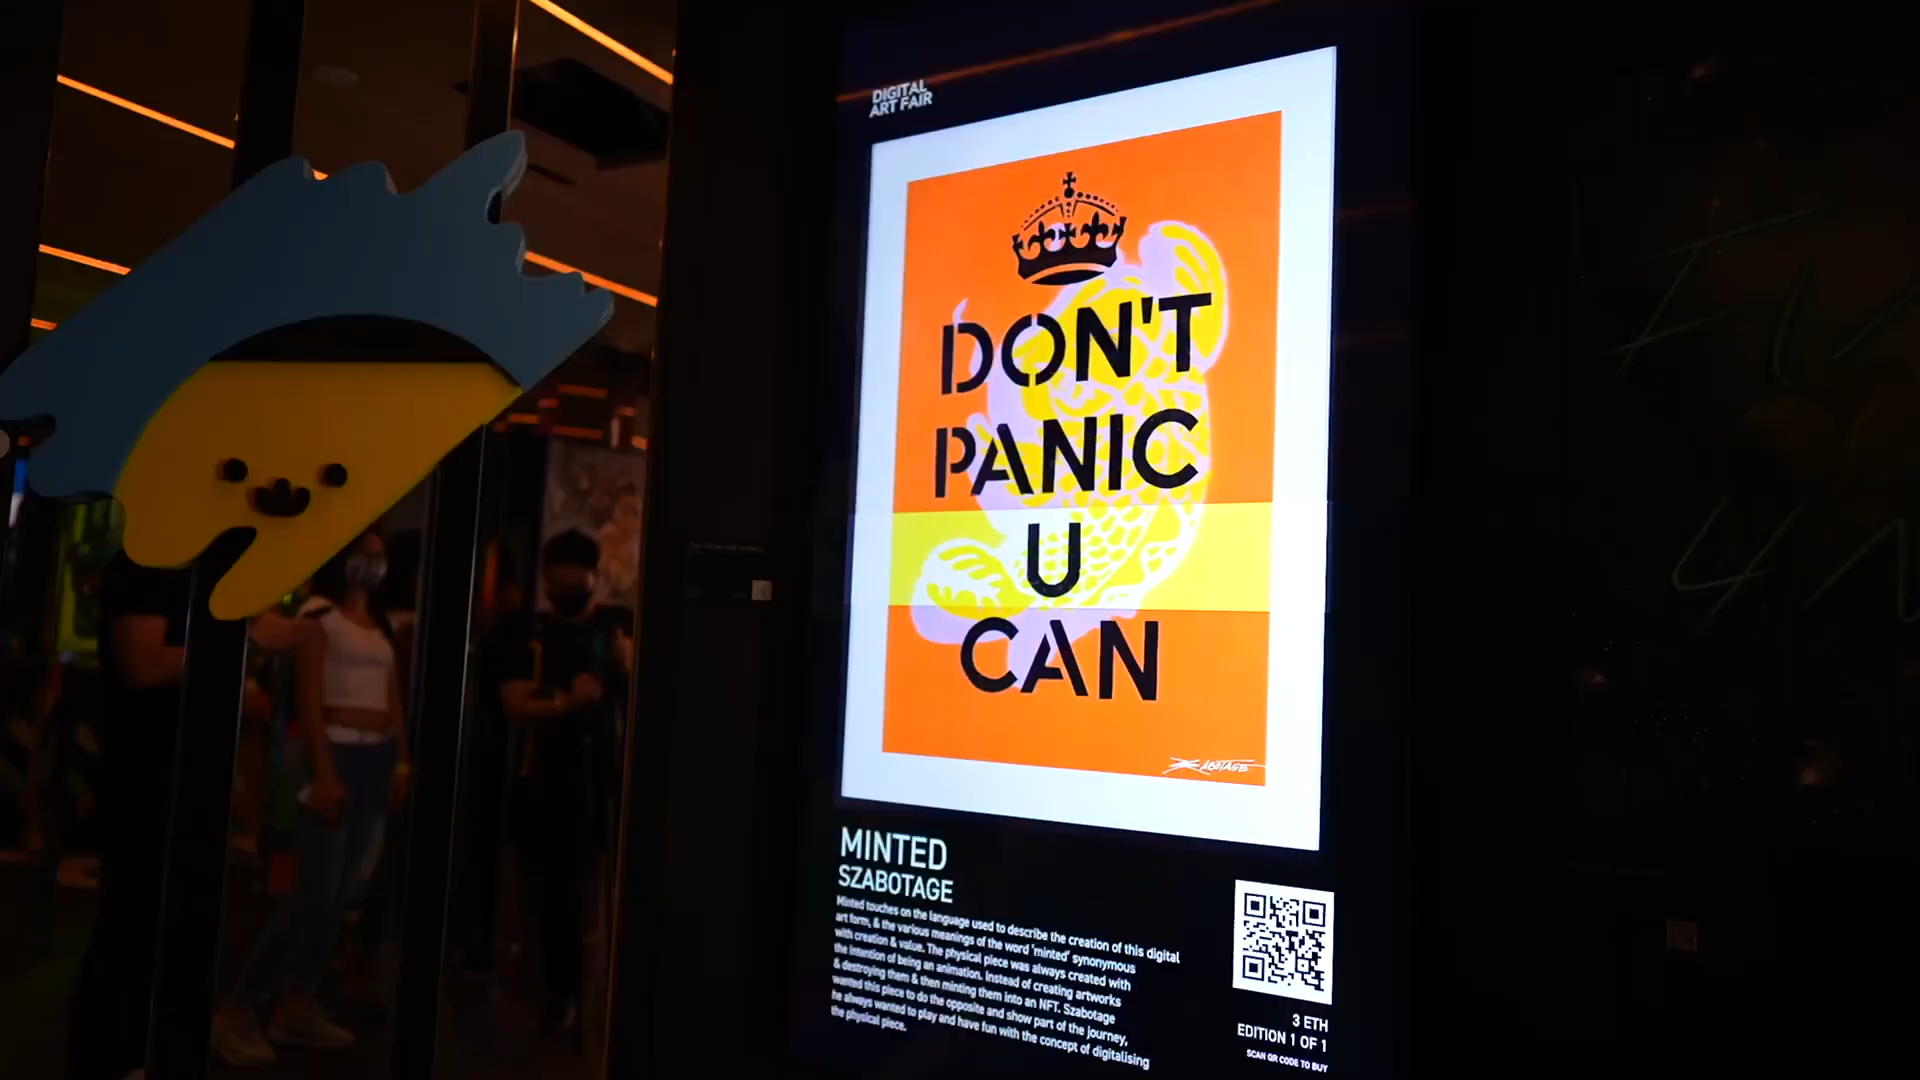 DIGITAL
ART FAIR
DON'T
PANIC
U
CAN
MINTED
SZABOTAGE
Minted touches on the language used to describe the creation of this digital
art form, & the various meanings of the word 'minted' synonymous
with creation & value. The physical piece was always created with
the intention of being an animation. Instead of creating artworks
& destroying them & then minting them into an NFT. Szabotage
wanted this piece to do the opposite and show part of the journey,
he always wanted to play and have fun with the concept of digitalising
the physical piece.
3 ETH
EDITION 1 OF 1
SCAN QR CODE TO BUY